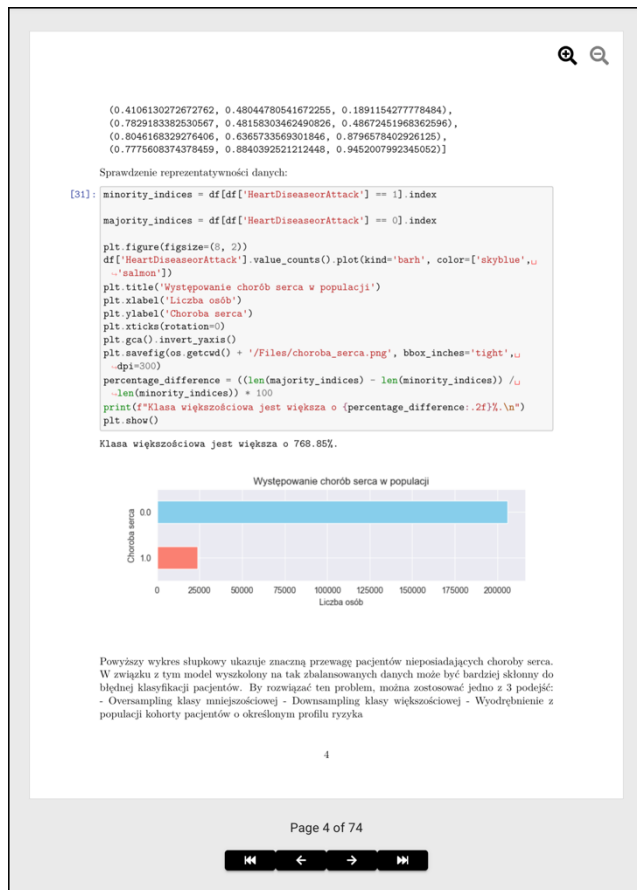 (0.4106130272672762, 0.48044780541672255, 0.1891154277778484),
(0.7829183382530567, 0.48158303462490826, 0.48672451968362596),
(0.8046168329276406, 0.6365733569301846, 0.8796578402926125),
(0.7775608374378459, 0.8840392521212448, 0.9452007992345052)]
Sprawdzenie reprezentatywności danych:
[31]: minority_indices = df[df['HeartDiseaseorAttack'] == 1].index
majority_indices = df[df['HeartDiseaseorAttack'] == 0].index
plt.figure(figsize=(8, 2))
df['HeartDiseaseorAttack'].value_counts().plot(kind='barh', color=['skyblue',␣
↪'salmon'])
plt.title('Występowanie chorób serca w populacji')
plt.xlabel('Liczba osób')
plt.ylabel('Choroba serca')
plt.xticks(rotation=0)
plt.gca().invert_yaxis()
plt.savefig(os.getcwd() + '/Files/choroba_serca.png', bbox_inches='tight',␣
↪dpi=300)
percentage_difference = ((len(majority_indices) - len(minority_indices)) /␣
↪len(minority_indices)) * 100
print(f"Klasa większościowa jest większa o {percentage_difference:.2f}%.\n")
plt.show()
Klasa większościowa jest większa o 768.85%.
Występowanie chorób serca w populacji
Choroba serca
0.0
1.0
0 25000 50000 75000 100000 125000 150000 175000 200000
Liczba osób
Powyższy wykres słupkowy ukazuje znaczną przewagę pacjentów nieposiadających choroby serca.
W związku z tym model wyszkolony na tak zbalansowanych danych może być bardziej skłonny do
błędnej klasyfikacji pacjentów. By rozwiązać ten problem, można zostosować jedno z 3 podejść:
- Oversampling klasy mniejszościowej - Downsampling klasy większościowej - Wyodrębnienie z
populacji kohorty pacjentów o określonym profilu ryzyka
4
Page 4 of 74